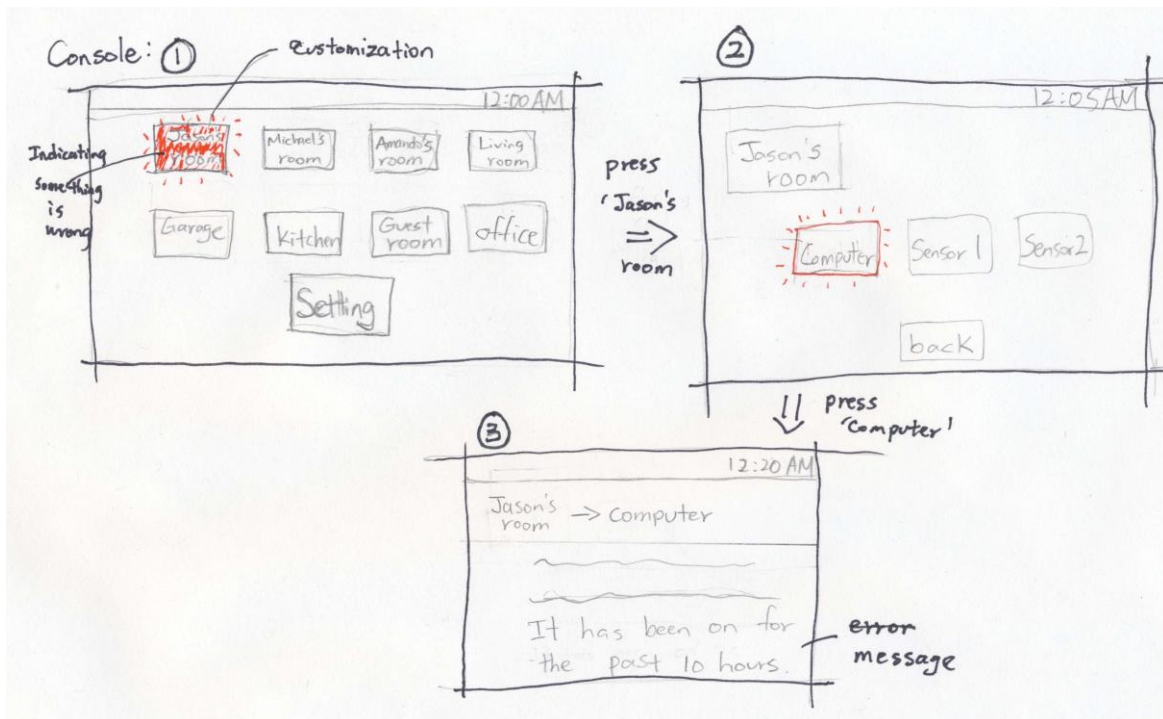 Console: ①
Customization
12:00 AM
Jason's
room
Michael's
room
Amanda's
room
Living
room
Indicating
something
is
wrong
Garage
Kitchen
Guest
room
office
Setting
press
'Jason's
room
②
12:05AM
Jason's
room
Computer
Sensor 1
Sensor2
back
press
'Computer'
③
12:20 AM
Jason's
room → Computer
It has been on for
the past 10 hours.
error
message